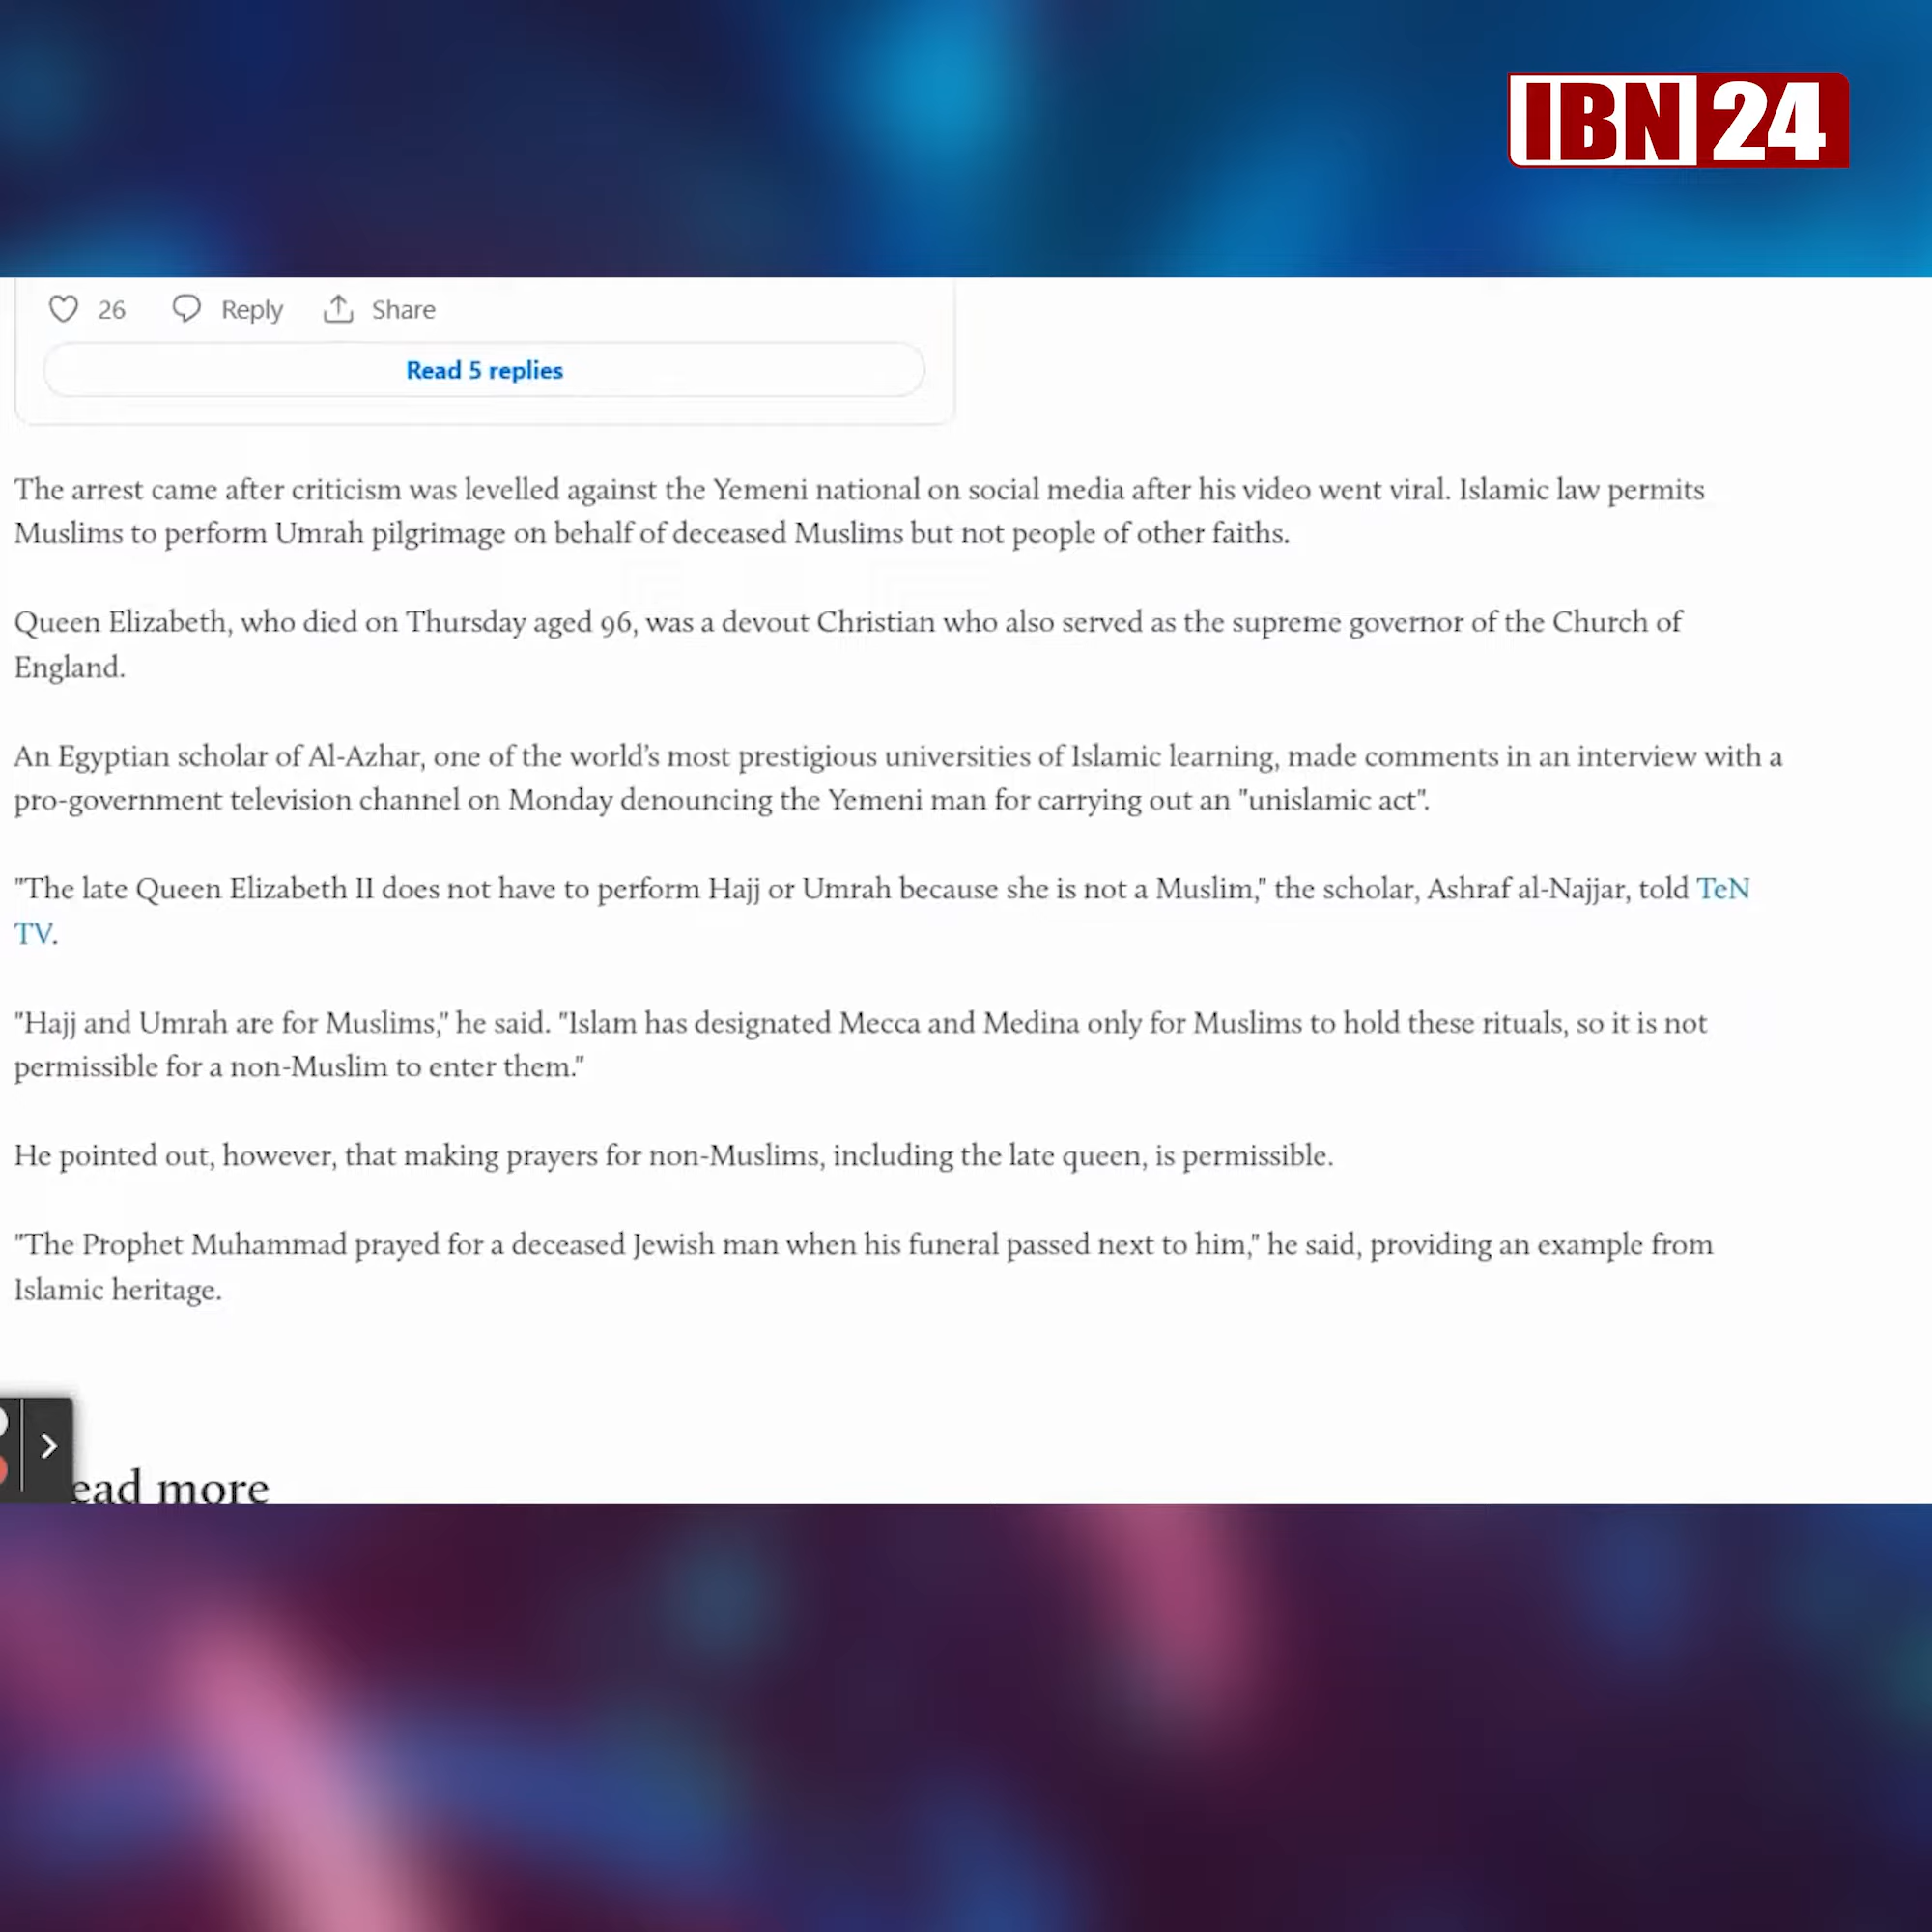 IBN 24
26 Reply Share
Read 5 replies
The arrest came after criticism was levelled against the Yemeni national on social media after his video went viral. Islamic law permits
Muslims to perform Umrah pilgrimage on behalf of deceased Muslims but not people of other faiths.
Queen Elizabeth, who died on Thursday aged 96, was a devout Christian who also served as the supreme governor of the Church of
England.
An Egyptian scholar of Al-Azhar, one of the world's most prestigious universities of Islamic learning, made comments in an interview with a
pro-government television channel on Monday denouncing the Yemeni man for carrying out an "unislamic act".
"The late Queen Elizabeth II does not have to perform Hajj or Umrah because she is not a Muslim," the scholar, Ashraf al-Najjar, told TeN
TV.
"Hajj and Umrah are for Muslims," he said. "Islam has designated Mecca and Medina only for Muslims to hold these rituals, so it is not
permissible for a non-Muslim to enter them."
He pointed out, however, that making prayers for non-Muslims, including the late queen, is permissible.
"The Prophet Muhammad prayed for a deceased Jewish man when his funeral passed next to him," he said, providing an example from
Islamic heritage.
ead more